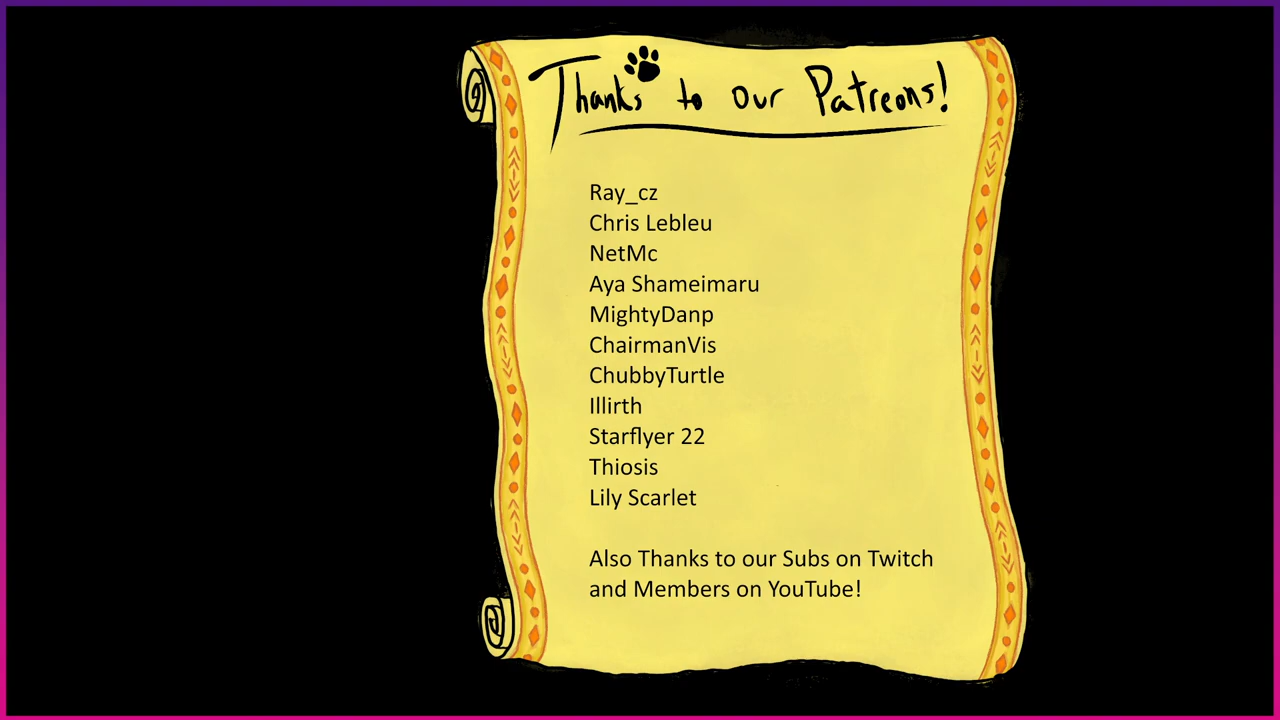 Thanks to our Patreons!
Ray_cz
Chris Lebleu
NetMc
Aya Shameimaru
MightyDanp
ChairmanVis
ChubbyTurtle
Illirth
Starflyer 22
Thiosis
Lily Scarlet
Also Thanks to our Subs on Twitch
and Members on YouTube!